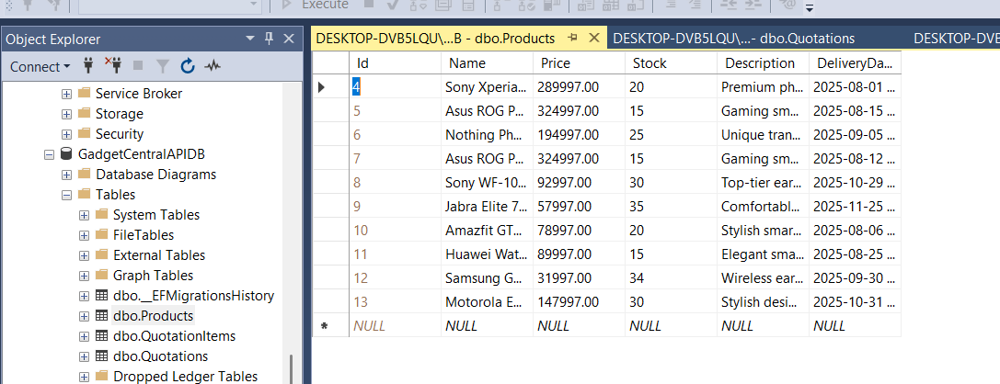 Execute
Object Explorer
Connect
Service Broker
Storage
Security
GadgetCentralAPIDB
Database Diagrams
Tables
System Tables
FileTables
External Tables
Graph Tables
dbo.__EFMigrationsHistory
dbo.Products
dbo.QuotationItems
dbo.Quotations
Dropped Ledger Tables
DESKTOP-DVB5LQU\...B - dbo.Products DESKTOP-DVB5LQU\...- dbo.Quotations DESKTOP-DVB5LQU
Id Name Price Stock Description DeliveryDa...
4 Sony Xperia... 289997.00 20 Premium ph... 2025-08-01 ...
5 Asus ROG P... 324997.00 15 Gaming sm... 2025-08-15 ...
6 Nothing Ph... 194997.00 25 Unique tran... 2025-09-05 ...
7 Asus ROG P... 324997.00 15 Gaming sm... 2025-08-12 ...
8 Sony WF-10... 92997.00 30 Top-tier ear... 2025-10-29 ...
9 Jabra Elite 7... 57997.00 35 Comfortabl... 2025-11-25 ...
10 Amazfit GT... 78997.00 20 Stylish smar... 2025-08-06 ...
11 Huawei Wat... 89997.00 15 Elegant sma... 2025-08-25 ...
12 Samsung G... 31997.00 34 Wireless ear... 2025-09-30 ...
13 Motorola E... 147997.00 30 Stylish desi... 2025-10-31 ...
NULL NULL NULL NULL NULL NULL